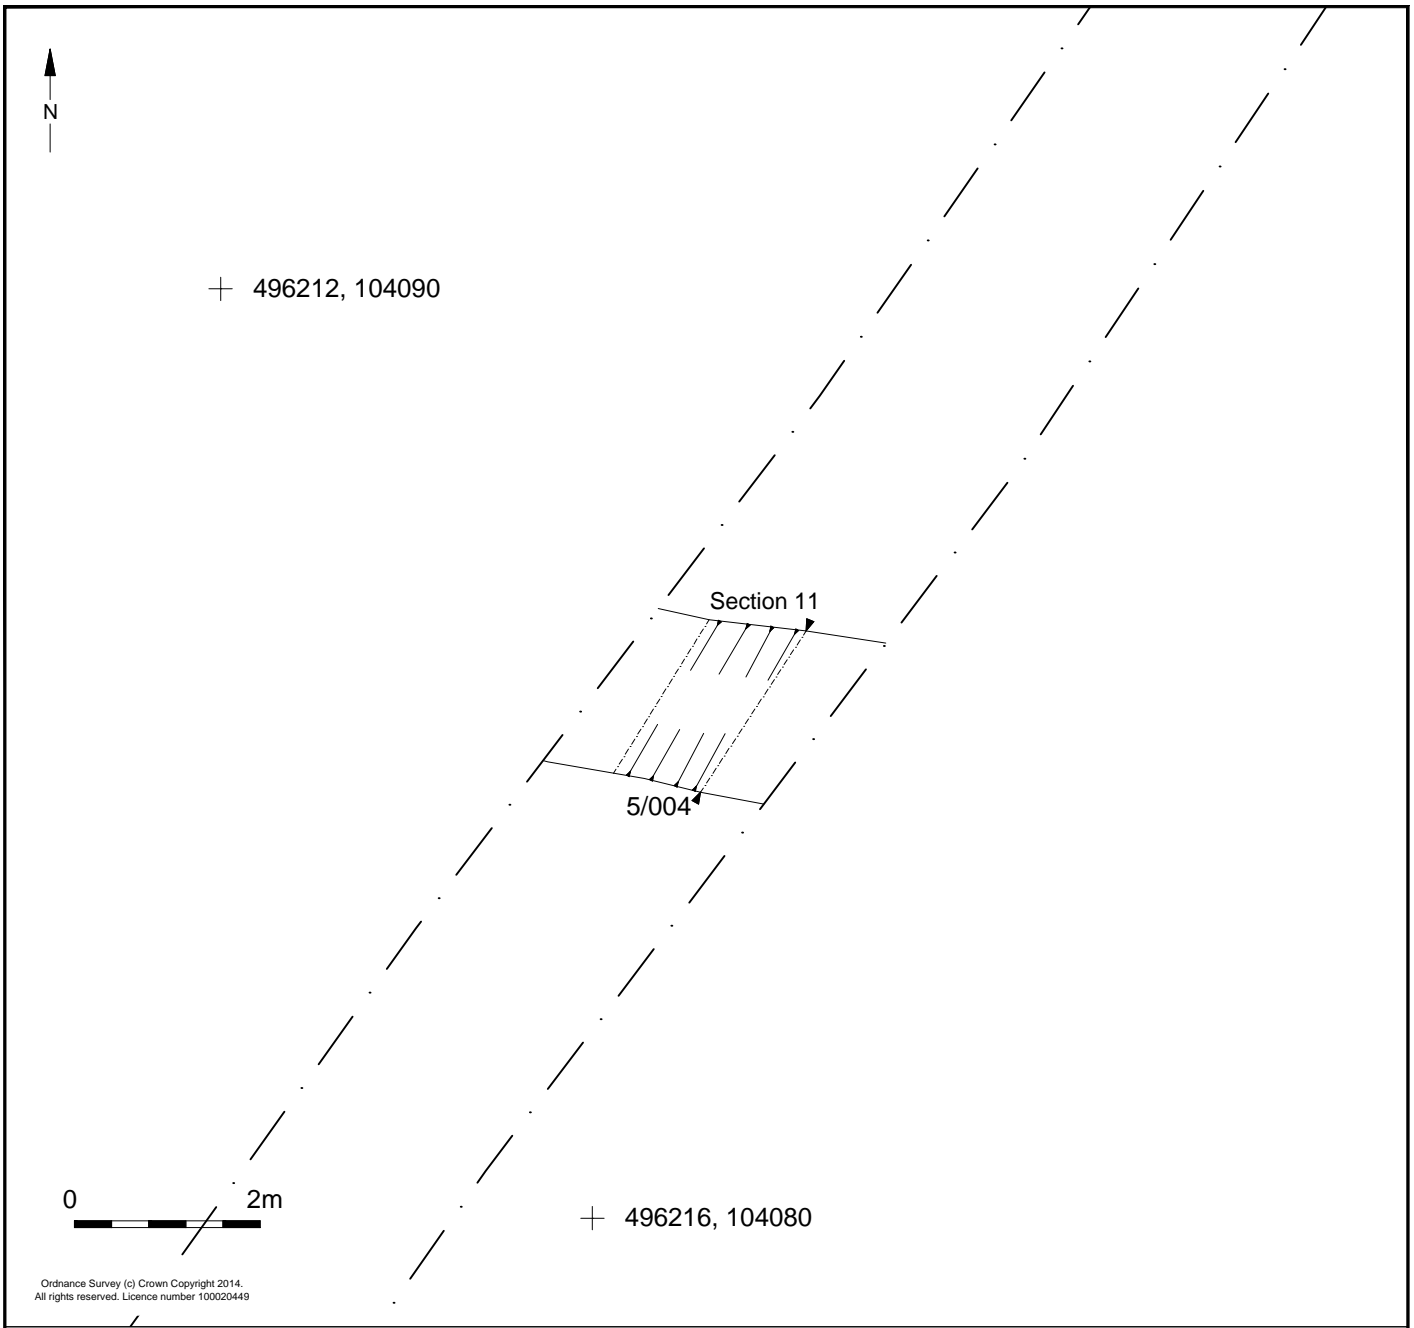 N
496212, 104090
Section 11
5/004
0 2m
496216, 104080
Ordnance Survey (c) Crown Copyright 2014.
All rights reserved. Licence number 100020449